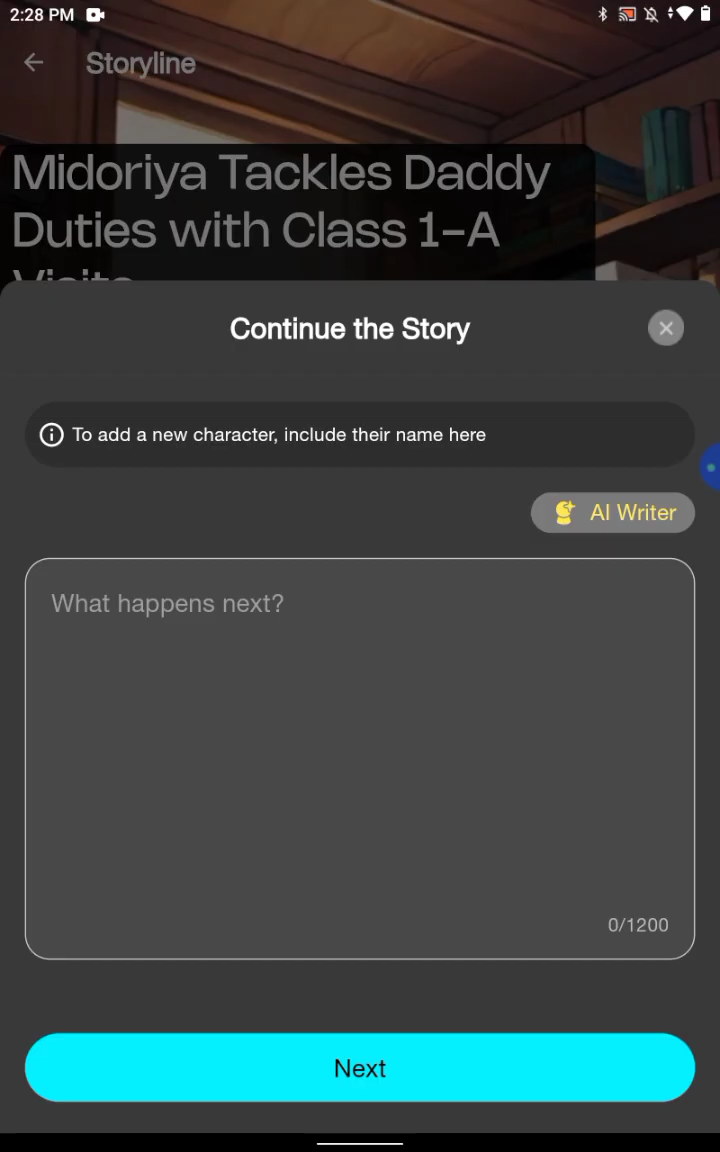 2:28 PM
Storyline
Midoriya Tackles Daddy
Duties with Class 1-A
Visits
Continue the Story
To add a new character, include their name here
AI Writer
What happens next?
0/1200
Next